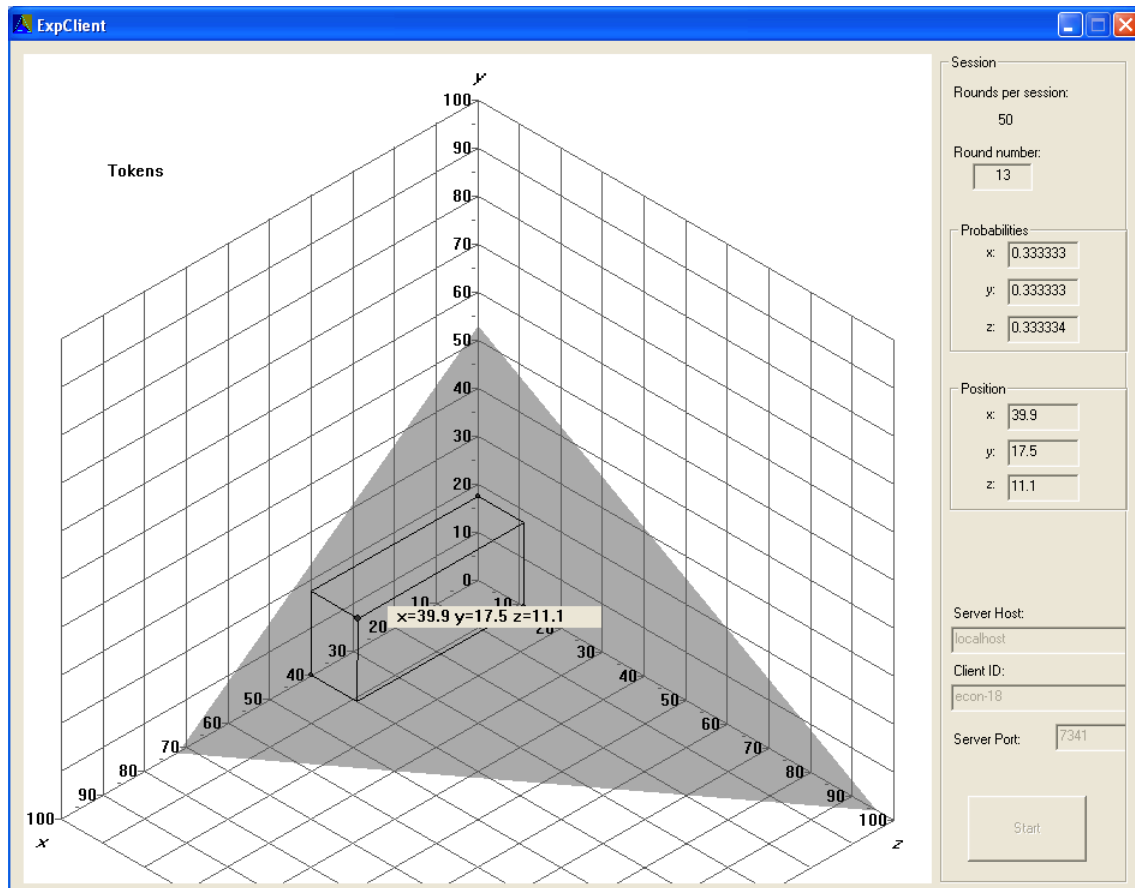 ExpClient
Tokens
y
100
90
80
70
60
50
40
30
20
10
0
10
20
30
40
50
60
70
80
90
100
x
10
20
30
40
50
60
70
80
90
100
z
x=39.9 y=17.5 z=11.1
Session
Rounds per session:
50
Round number:
13
Probabilities
x: 0.333333
y: 0.333333
z: 0.333334
Position
x: 39.9
y: 17.5
z: 11.1
Server Host:
localhost
Client ID:
econ-18
Server Port: 7341
Start